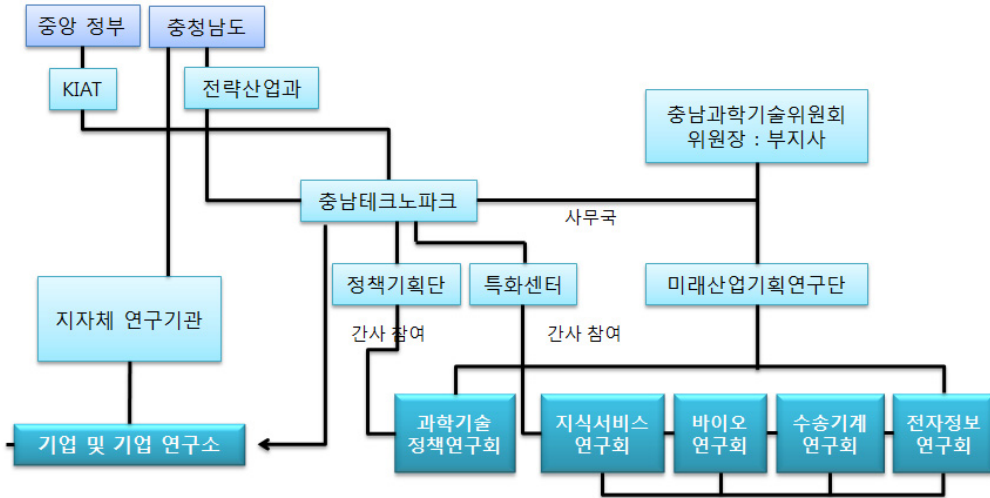 중앙 정부
충청남도
KIAT
전략산업과
충남과학기술위원회
위원장 : 부지사
충남테크노파크
사무국
정책기획단
특화센터
미래산업기획연구단
지자체 연구기관
간사 참여
간사 참여
과학기술
정책연구회
지식서비스
연구회
바이오
연구회
수송기계
연구회
전자정보
연구회
기업 및 기업 연구소